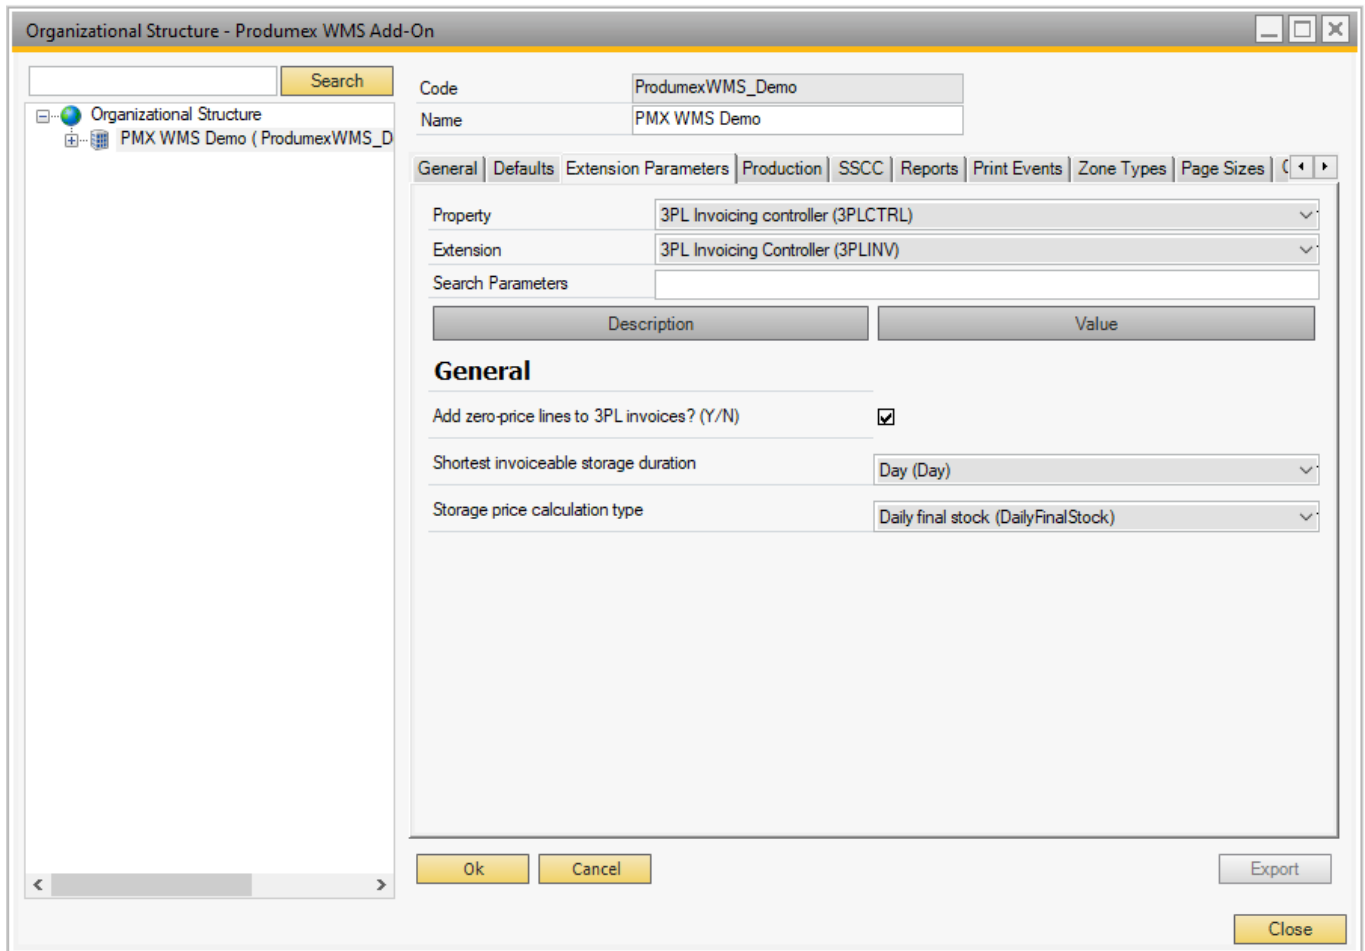 Organizational Structure - Produmex WMS Add-On
Search
Organizational Structure
PMX WMS Demo ( ProdumexWMS_D
Code ProdumexWMS_Demo
Name PMX WMS Demo
General Defaults Extension Parameters Production SSCC Reports Print Events Zone Types Page Sizes
Property 3PL Invoicing controller (3PLCTRL)
Extension 3PL Invoicing Controller (3PLINV)
Search Parameters
Description Value
General
Add zero-price lines to 3PL invoices? (Y/N)
Shortest invoiceable storage duration Day (Day)
Storage price calculation type Daily final stock (DailyFinalStock)
Ok Cancel Export
Close